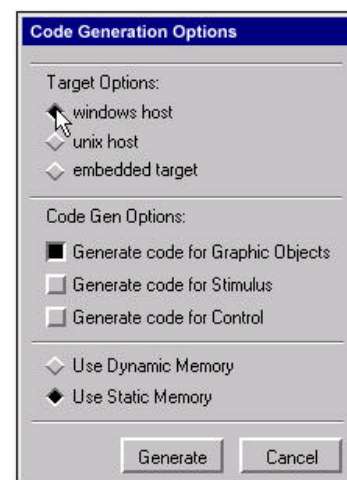 Code Generation Options
Target Options:
windows host
unix host
embedded target
Code Gen Options:
Generate code for Graphic Objects
Generate code for Stimulus
Generate code for Control
Use Dynamic Memory
Use Static Memory
Generate Cancel